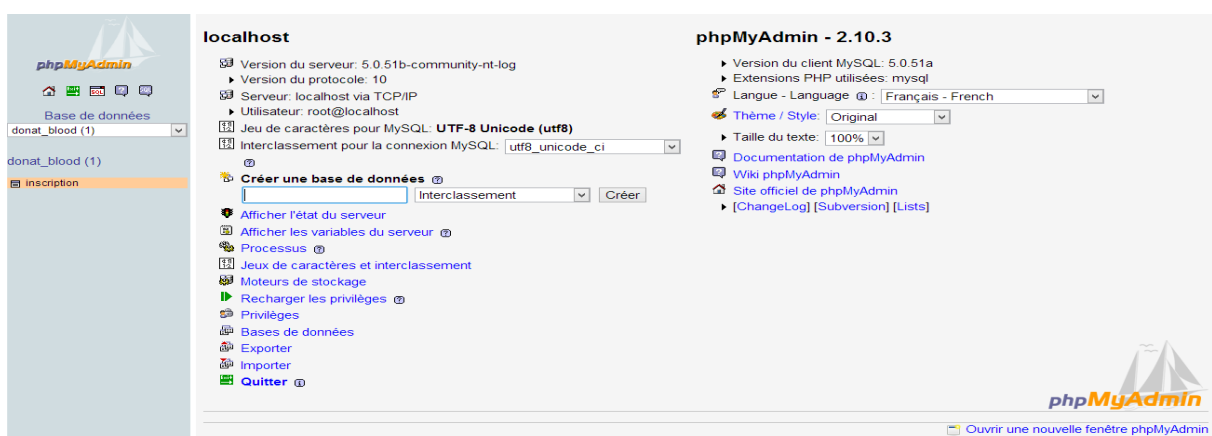 phpMyAdmin
Base de données
donat_blood (1)
donat_blood (1)
inscription
localhost
Version du serveur: 5.0.51b-community-nt-log
Version du protocole: 10
Serveur: localhost via TCP/IP
Utilisateur: root@localhost
Jeu de caractères pour MySQL: UTF-8 Unicode (utf8)
Interclassement pour la connexion MySQL: utf8_unicode_ci
Créer une base de données
Interclassement Créer
Afficher l'état du serveur
Afficher les variables du serveur
Processus
Jeux de caractères et interclassement
Moteurs de stockage
Recharger les privilèges
Privilèges
Bases de données
Exporter
Importer
Quitter
phpMyAdmin - 2.10.3
Version du client MySQL: 5.0.51a
Extensions PHP utilisées: mysql
Langue - Language : Français - French
Thème / Style: Original
Taille du texte: 100%
Documentation de phpMyAdmin
Wiki phpMyAdmin
Site officiel de phpMyAdmin
[ChangeLog] [Subversion] [Lists]
phpMyAdmin
Ouvrir une nouvelle fenêtre phpMyAdmin